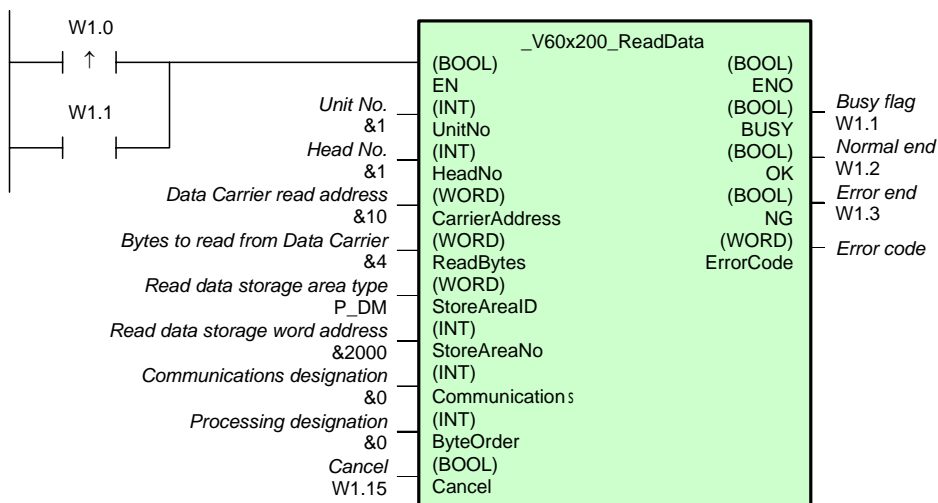 W1.0
↑
W1.1
_V60x200_ReadData
(BOOL) (BOOL)
EN ENO
Unit No. (INT) (BOOL) Busy flag
&1 UnitNo BUSY W1.1
Head No. (INT) (BOOL) Normal end
&1 HeadNo OK W1.2
Data Carrier read address (WORD) (BOOL) Error end
&10 CarrierAddress NG W1.3
Bytes to read from Data Carrier (WORD) (WORD) Error code
&4 ReadBytes ErrorCode
Read data storage area type (WORD)
P_DM StoreAreaID
Read data storage word address (INT)
&2000 StoreAreaNo
Communications designation (INT)
&0 Communications
Processing designation (INT)
&0 ByteOrder
Cancel (BOOL)
W1.15 Cancel